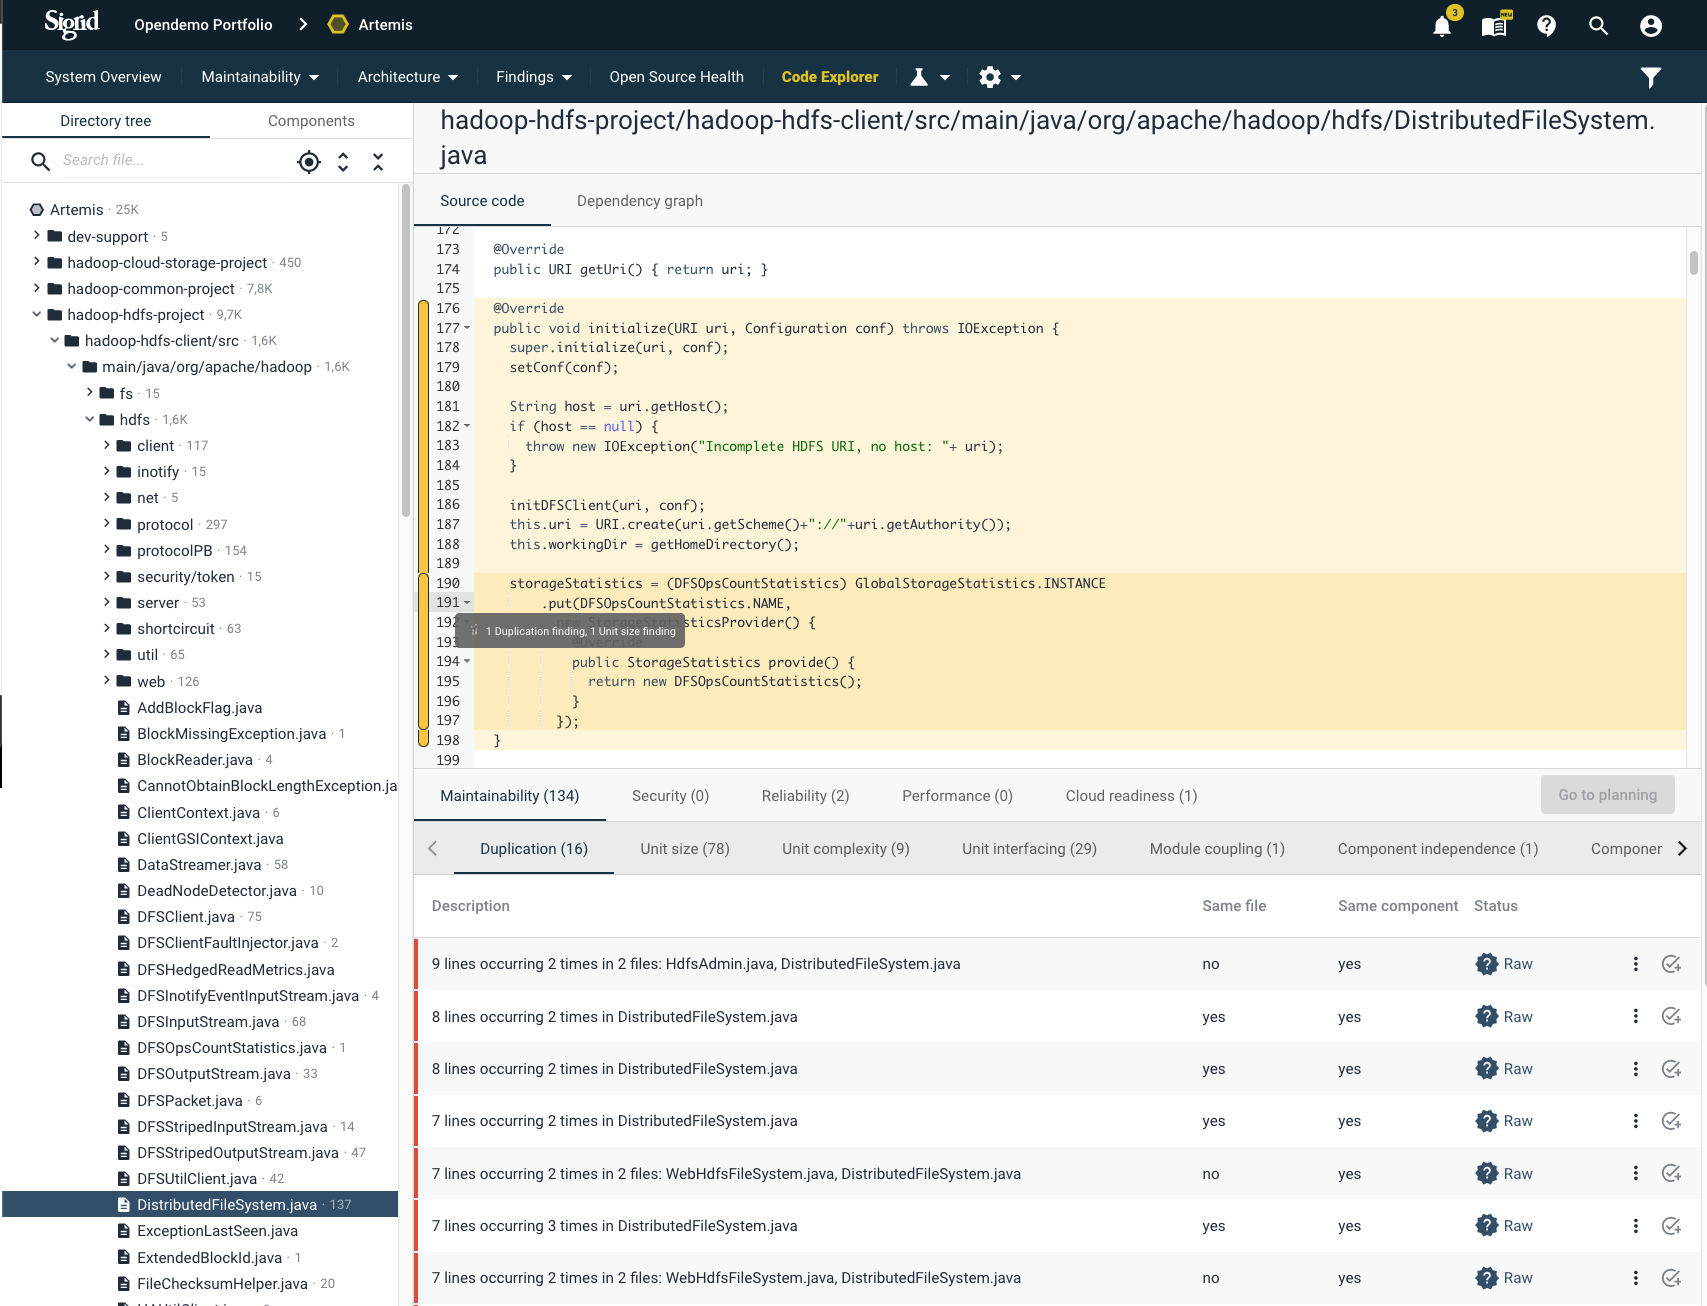 Sigrid
Opendemo Portfolio
Artemis
3
NEW
System Overview
Maintainability
Architecture
Findings
Open Source Health
Code Explorer
Directory tree
Components
Search file...
Artemis · 25K
dev-support · 5
hadoop-cloud-storage-project · 450
hadoop-common-project · 7,8K
hadoop-hdfs-project · 9,7K
hadoop-hdfs-client/src · 1,6K
main/java/org/apache/hadoop · 1,6K
fs · 15
hdfs · 1,6K
client · 117
inotify · 15
net · 5
protocol · 297
protocolPB · 154
security/token · 15
server · 53
shortcircuit · 63
util · 65
web · 126
AddBlockFlag.java
BlockMissingException.java · 1
BlockReader.java · 4
CannotObtainBlockLengthException.ja
ClientContext.java · 6
ClientGSIContext.java
DataStreamer.java · 58
DeadNodeDetector.java · 10
DFSClient.java · 75
DFSClientFaultInjector.java · 2
DFSHedgedReadMetrics.java
DFSInotifyEventInputStream.java · 4
DFSInputStream.java · 68
DFSOpsCountStatistics.java · 1
DFSOutputStream.java · 33
DFSPacket.java · 6
DFSStripedInputStream.java · 14
DFSStripedOutputStream.java · 47
DFSUtilClient.java · 42
DistributedFileSystem.java · 137
ExceptionLastSeen.java
ExtendedBlockId.java · 1
FileChecksumHelper.java · 20
hadoop-hdfs-project/hadoop-hdfs-client/src/main/java/org/apache/hadoop/hdfs/DistributedFileSystem.
java
Source code
Dependency graph
172
173 @Override
174 public URI getUri() { return uri; }
175
176 @Override
177 public void initialize(URI uri, Configuration conf) throws IOException {
178 super.initialize(uri, conf);
179 setConf(conf);
180
181 String host = uri.getHost();
182 if (host == null) {
183 throw new IOException("Incomplete HDFS URI, no host: "+ uri);
184 }
185
186 initDFSClient(uri, conf);
187 this.uri = URI.create(uri.getScheme()+"://"+uri.getAuthority());
188 this.workingDir = getHomeDirectory();
189
190 storageStatistics = (DFSOpsCountStatistics) GlobalStorageStatistics.INSTANCE
191 .put(DFSOpsCountStatistics.NAME,
192 new StorageStatisticsProvider() {
1 Duplication finding, 1 Unit size finding
193 @Override
194 public StorageStatistics provide() {
195 return new DFSOpsCountStatistics();
196 }
197 });
198 }
199
Maintainability (134)
Security (0)
Reliability (2)
Performance (0)
Cloud readiness (1)
Go to planning
Duplication (16)
Unit size (78)
Unit complexity (9)
Unit interfacing (29)
Module coupling (1)
Component independence (1)
Componer
Description Same file Same component Status
9 lines occurring 2 times in 2 files: HdfsAdmin.java, DistributedFileSystem.java no yes Raw
8 lines occurring 2 times in DistributedFileSystem.java yes yes Raw
8 lines occurring 2 times in DistributedFileSystem.java yes yes Raw
7 lines occurring 2 times in DistributedFileSystem.java yes yes Raw
7 lines occurring 2 times in 2 files: WebHdfsFileSystem.java, DistributedFileSystem.java no yes Raw
7 lines occurring 3 times in DistributedFileSystem.java yes yes Raw
7 lines occurring 2 times in 2 files: WebHdfsFileSystem.java, DistributedFileSystem.java no yes Raw